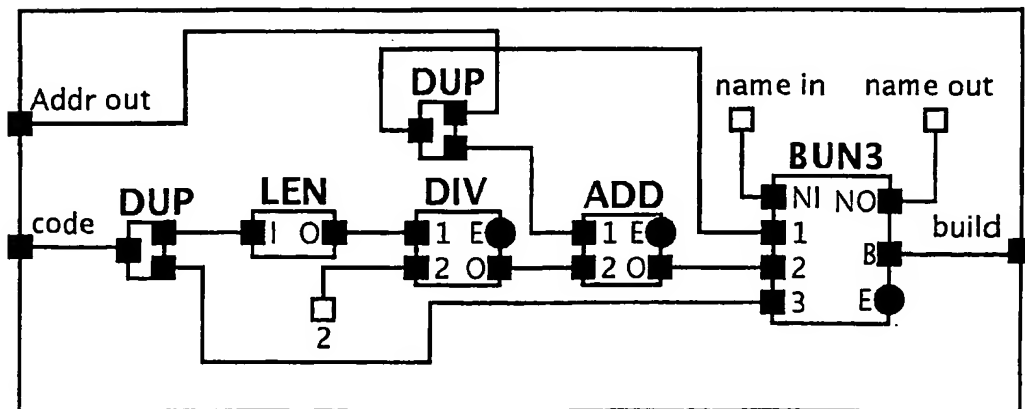 DUP
name in name out
Addr out
BUN3
DUP LEN DIV ADD
NI NO
code
I O 1 E 1 E 1 build
2 O 2 O 2 B
3 E
2